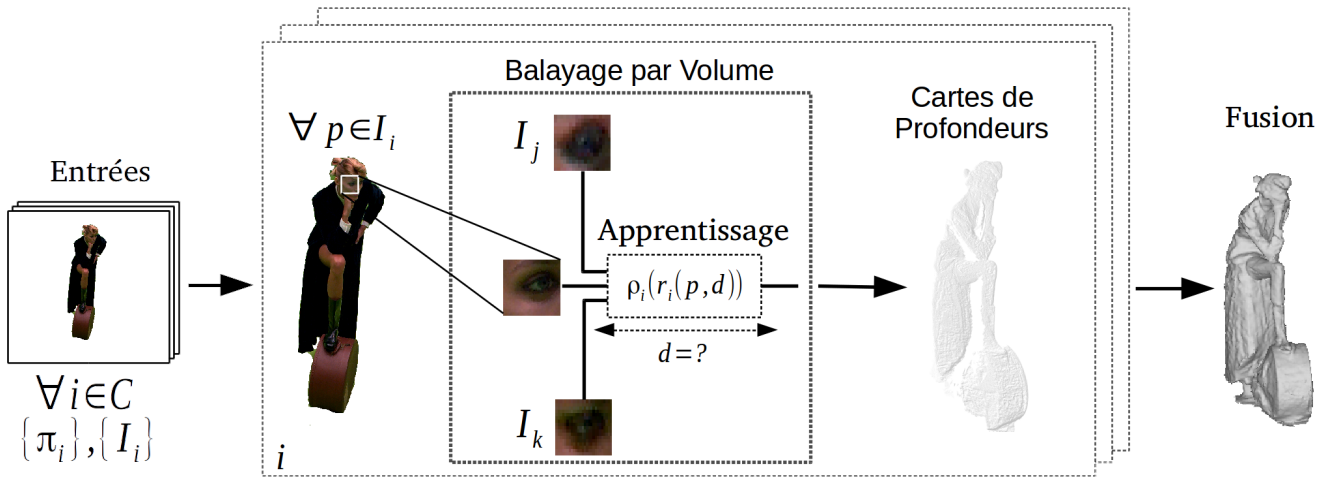 Entrées
∀ i∈C
{π_i},{I_i}
i
∀ p∈I_i
Balayage par Volume
I_j
Apprentissage
ρ_i(r_i(p,d))
d=?
I_k
Cartes de
Profondeurs
Fusion